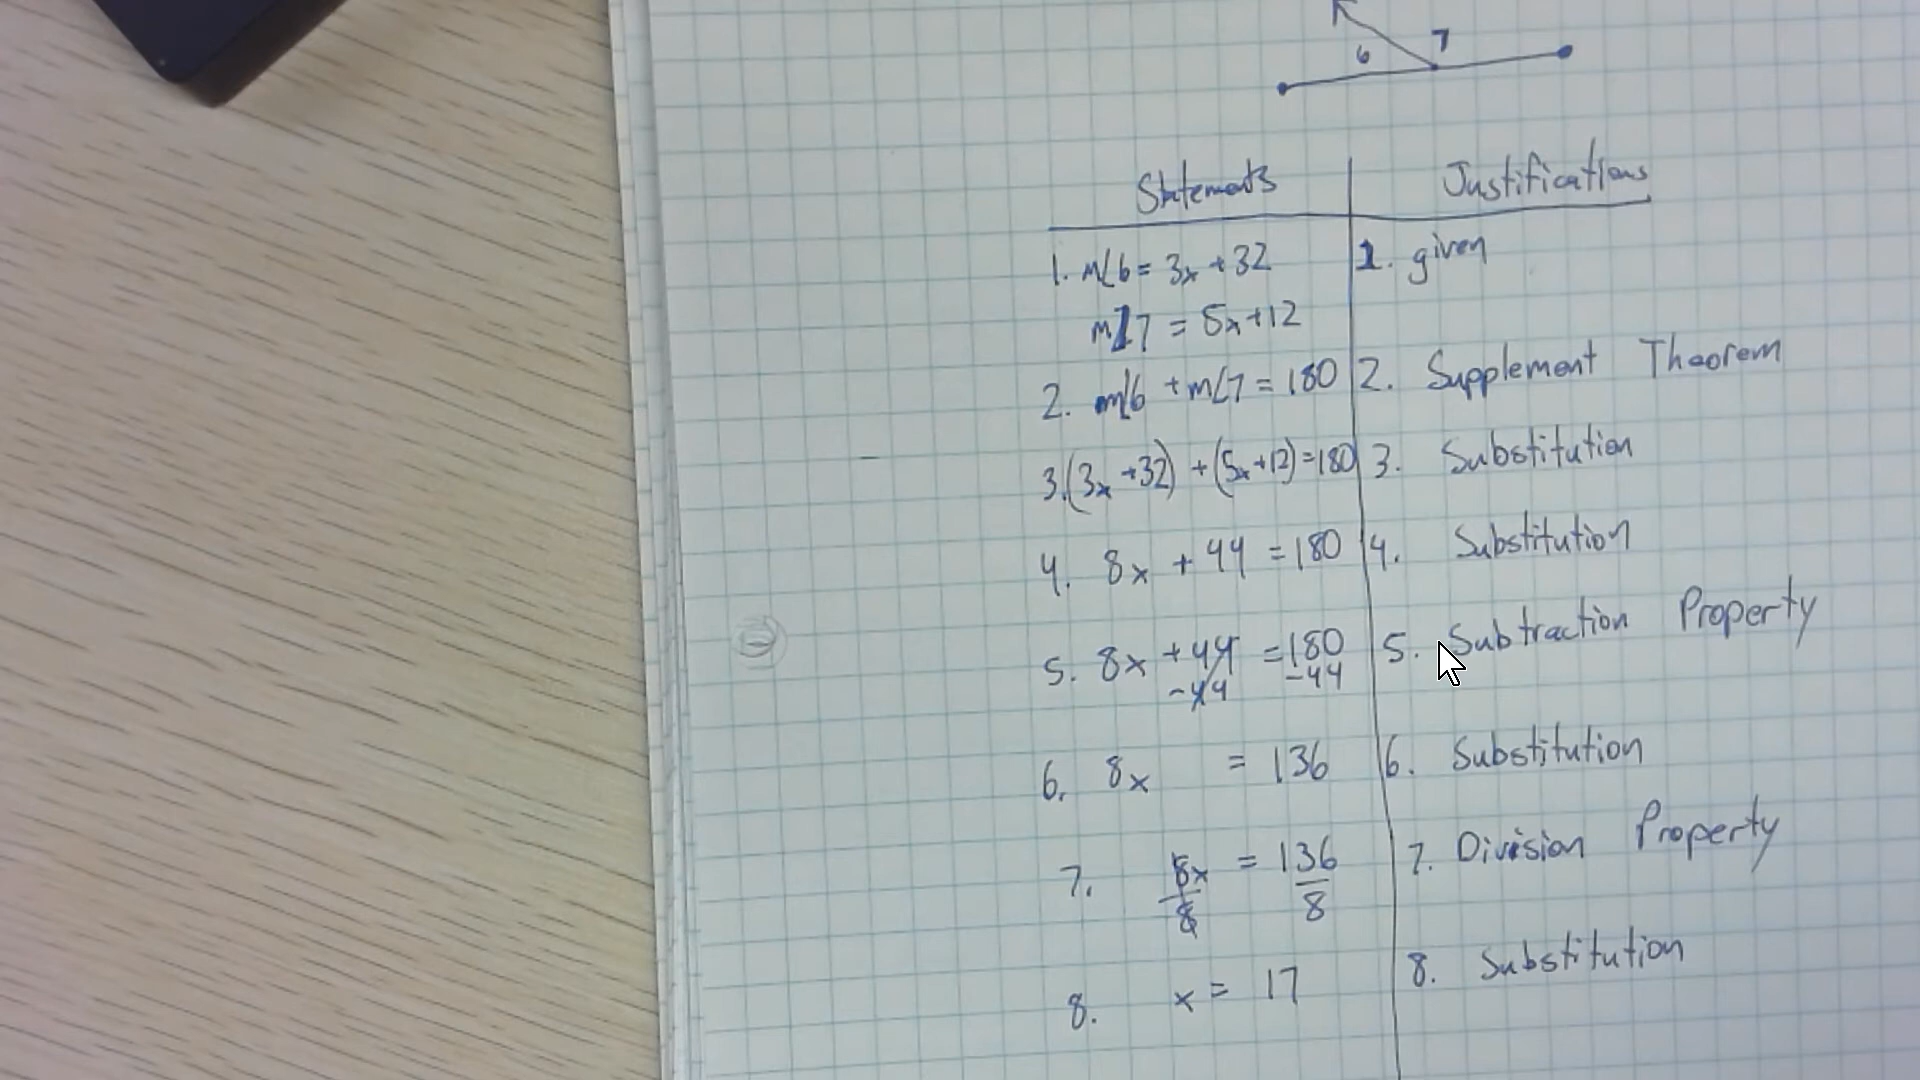 6 7
Statements Justifications
1. m∠6 = 3x + 32 1. given
m∠7 = 5x + 12
2. m∠6 + m∠7 = 180 2. Supplement Theorem
3. (3x + 32) + (5x + 12) = 180 3. Substitution
4. 8x + 44 = 180 4. Substitution
5. 8x + 44 = 180 5. Subtraction Property
-44 -44
6. 8x = 136 6. Substitution
7. 8x/8 = 136/8 7. Division Property
8. x = 17 8. Substitution